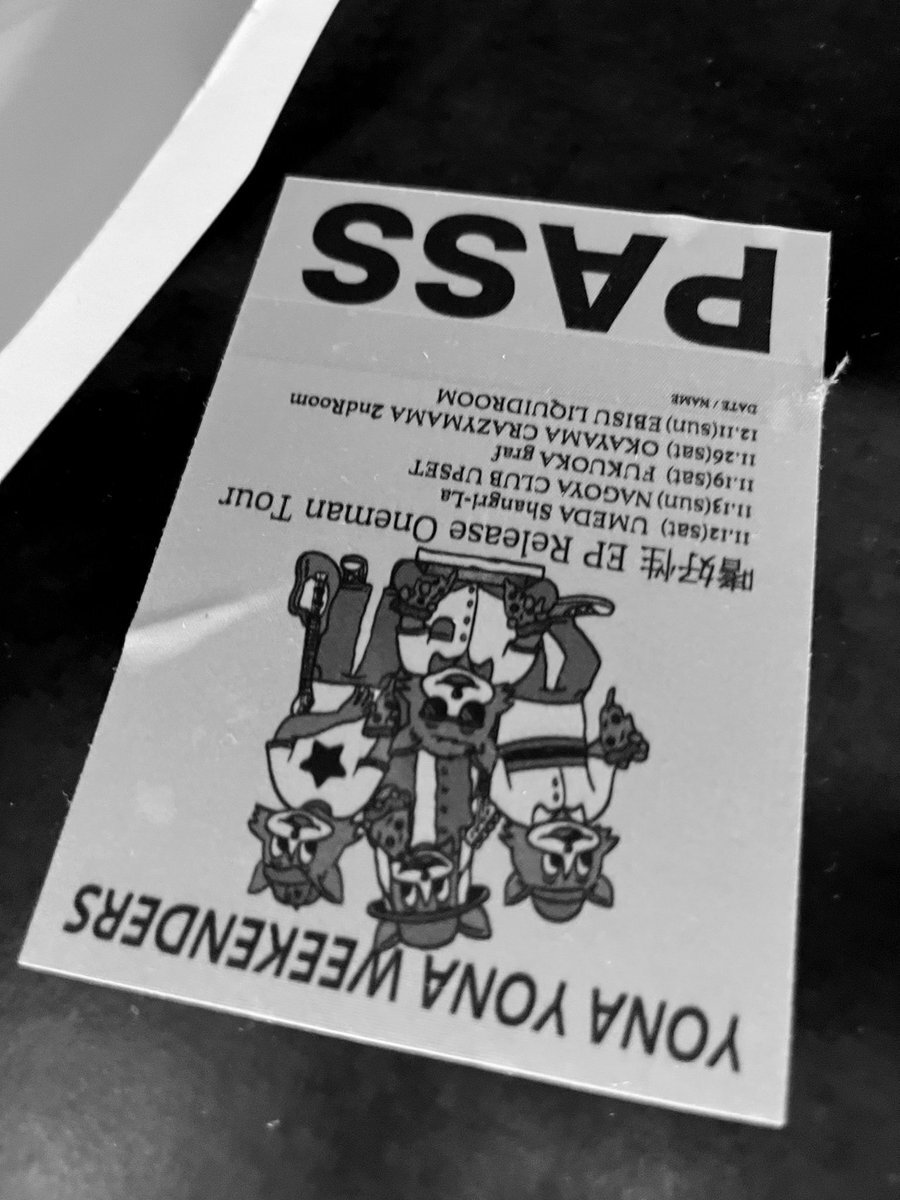 YONA YONA WEEKENDERS
嗜好性 EP Release Oneman Tour
11.12(sat) UMEDA Shangri-La
11.13(sun) NAGOYA CLUB UPSET
11.19(sat) FUKUOKA graf
11.26(sat) OKAYAMA CRAZYMAMA 2ndRoom
12.11(sun) EBISU LIQUIDROOM
DATE / NAME
PASS